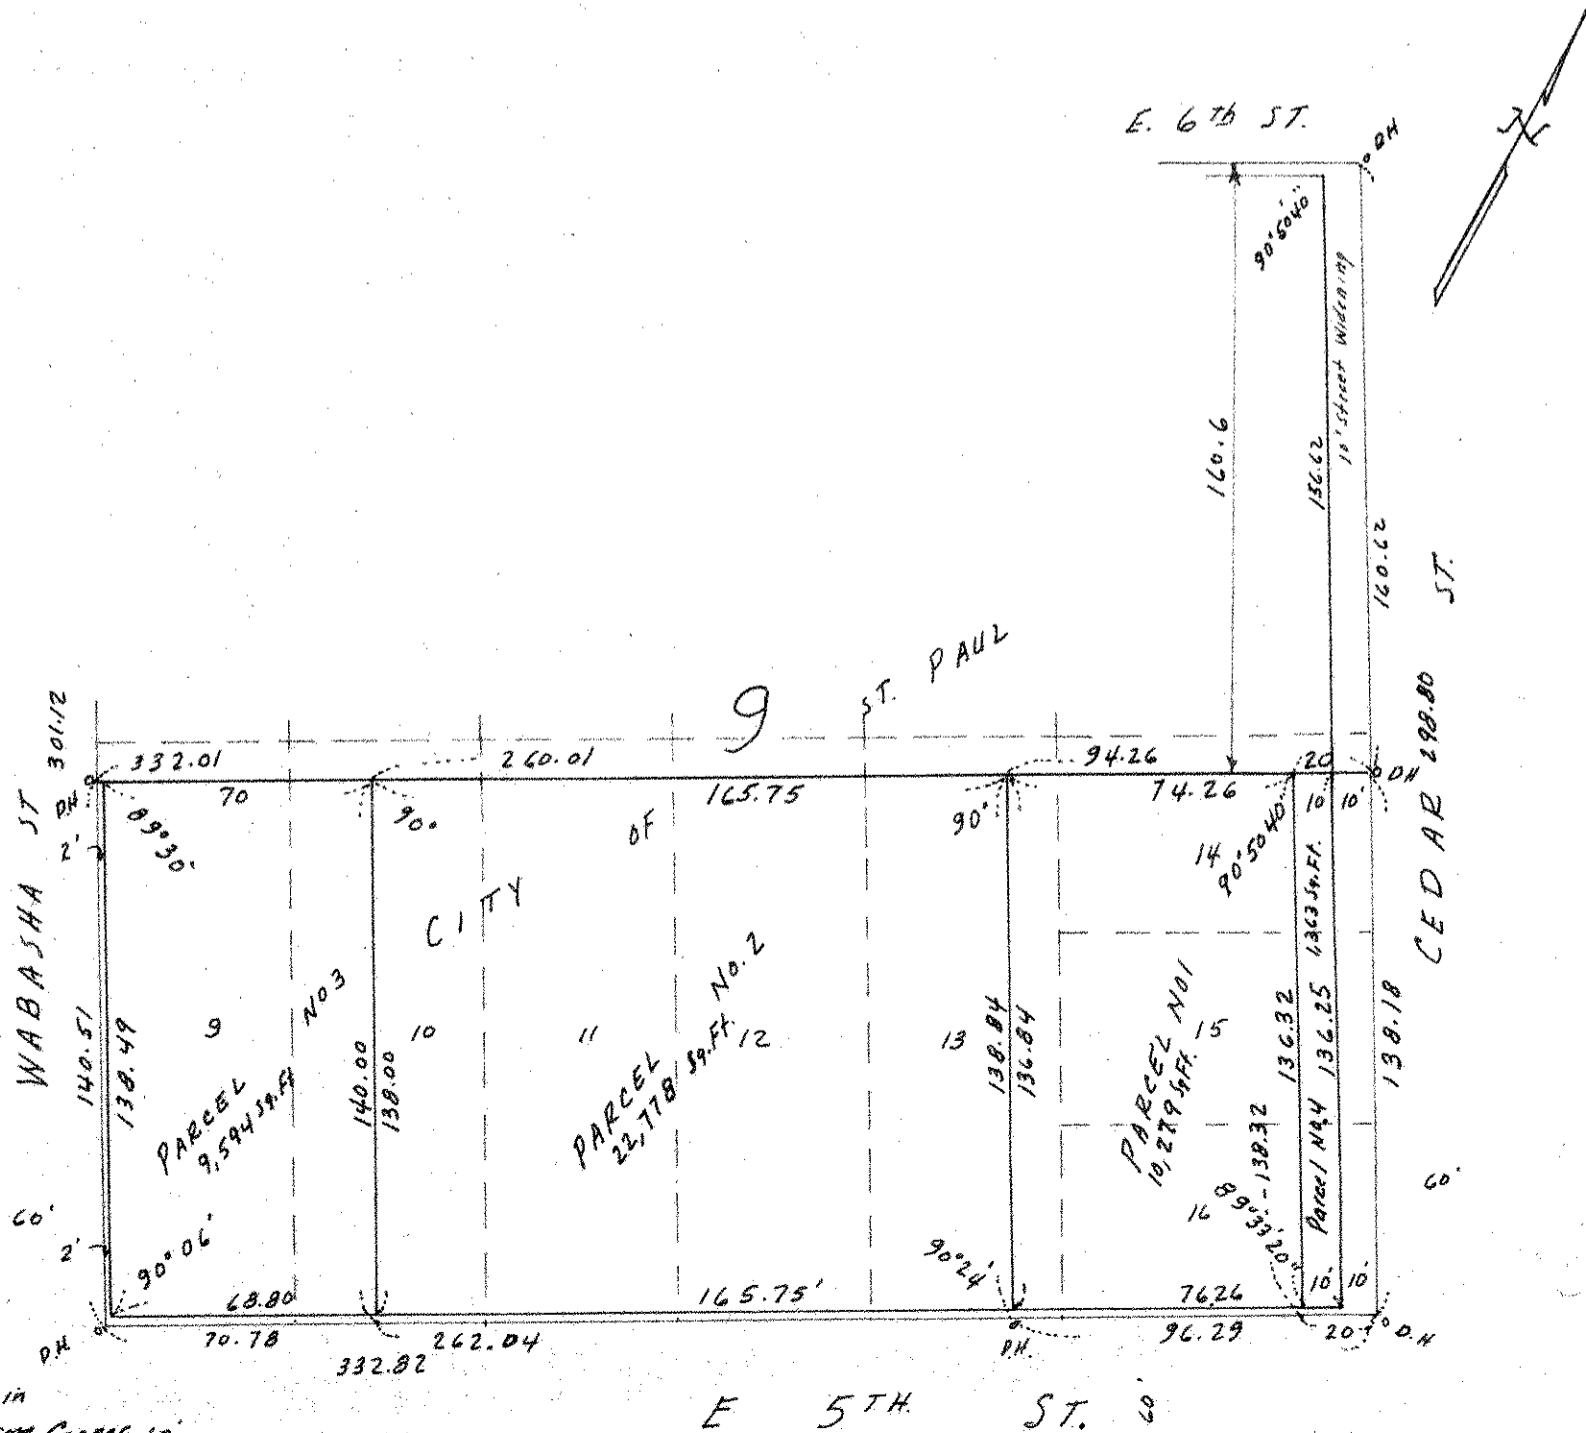 E. 6th ST.
D.H
90°50'40"
10' Street Widening
160.6
136.62
160.62
CEDAR ST.
298.80
9
CITY OF ST. PAUL
WABASHA ST
301.12
332.01
260.01
94.26
20
D.H
D.H
70
165.75
74.26
10'
10'
2'
89°30'
90°
90°
90°50'40"
14
9
10
11
12
13
15
16
140.51
138.49
140.00
138.00
138.84
136.84
136.32
138.32
136.25
138.18
PARCEL NO 3
9,594 Sq.Ft
PARCEL No. 2
22,778 Sq.Ft.
PARCEL NO 1
10,279 Sq.Ft.
Parcel No.4
1363 Sq.Ft.
60'
60'
2'
90°06'
90°24'
89°33'20"
68.80
165.75'
76.26
10'
10'
D.H
70.78
262.04
D.H.
96.29
20
D.H
332.82
in
E 5TH. ST.